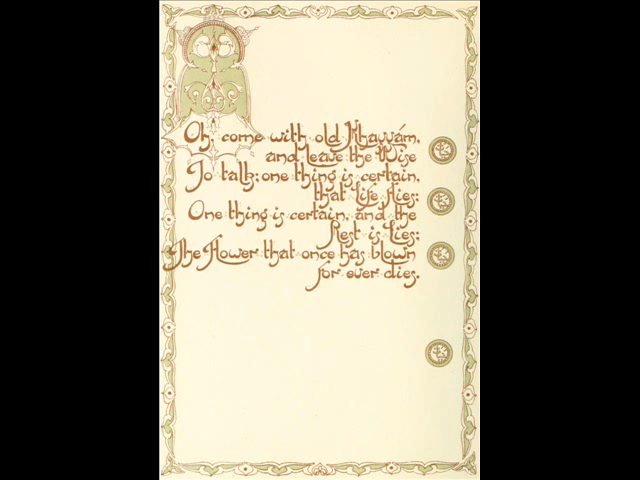 Oh, come with old Khayyám,
and leave the Wise
To talk; one thing is certain,
that Life flies;
One thing is certain, and the
Rest is Lies;
The Flower that once has blown
for ever dies.